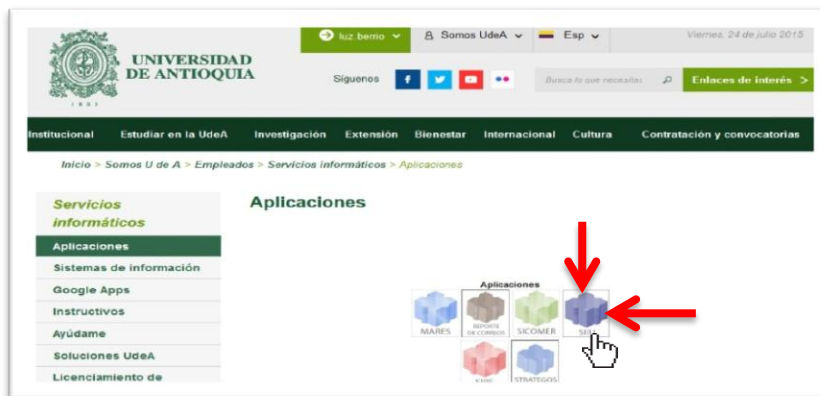 luz.berrio
Somos UdeA
Esp
Viernes, 24 de julio 2015
UNIVERSIDAD
DE ANTIOQUIA
1803
Síguenos
Busca lo que necesitas
Enlaces de interés >
Institucional Estudiar en la UdeA Investigación Extensión Bienestar Internacional Cultura Contratación y convocatorias
Inicio > Somos U de A > Empleados > Servicios informáticos > Aplicaciones
Servicios
informáticos
Aplicaciones
Sistemas de información
Google Apps
Instructivos
Ayúdame
Soluciones UdeA
Licenciamiento de
Aplicaciones
Aplicaciones
MARES
REPORTE
DE CORREOS
SICOMER
STRATEGOS